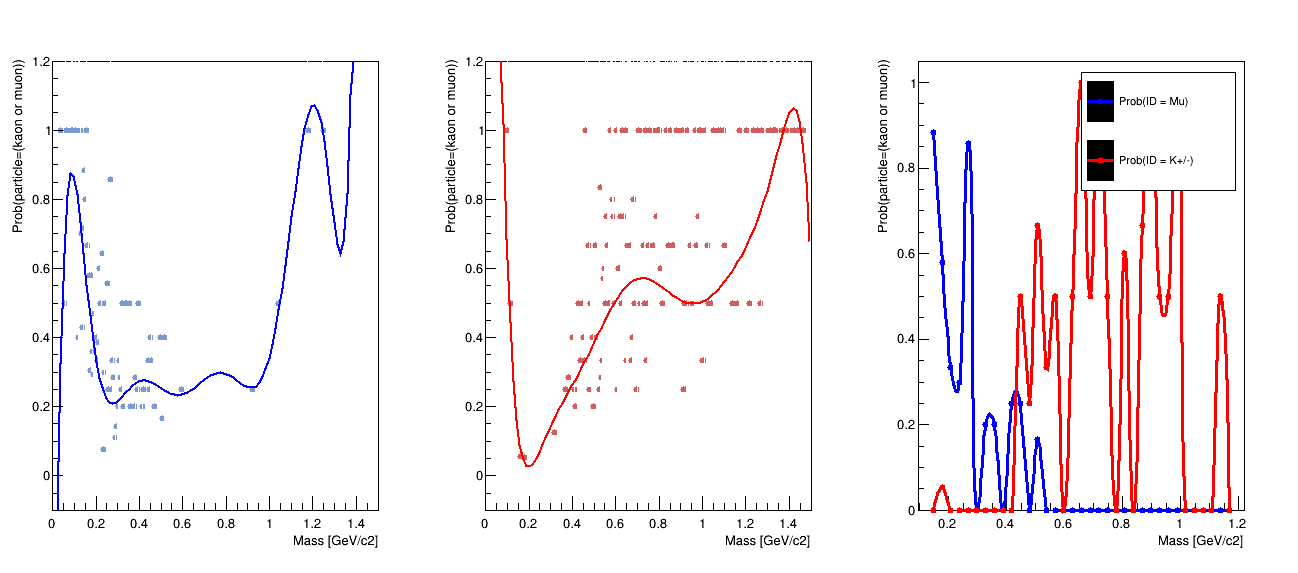 Prob(particle=(kaon or muon))
1.2
1
0.8
0.6
0.4
0.2
0
0 0.2 0.4 0.6 0.8 1 1.2 1.4
Mass [GeV/c2]
Prob(particle=(kaon or muon))
1.2
1
0.8
0.6
0.4
0.2
0
0 0.2 0.4 0.6 0.8 1 1.2 1.4
Mass [GeV/c2]
Prob(particle=(kaon or muon))
1
0.8
0.6
0.4
0.2
0
0.2 0.4 0.6 0.8 1 1.2
Mass [GeV/c2]
Prob(ID = Mu)
Prob(ID = K+/-)